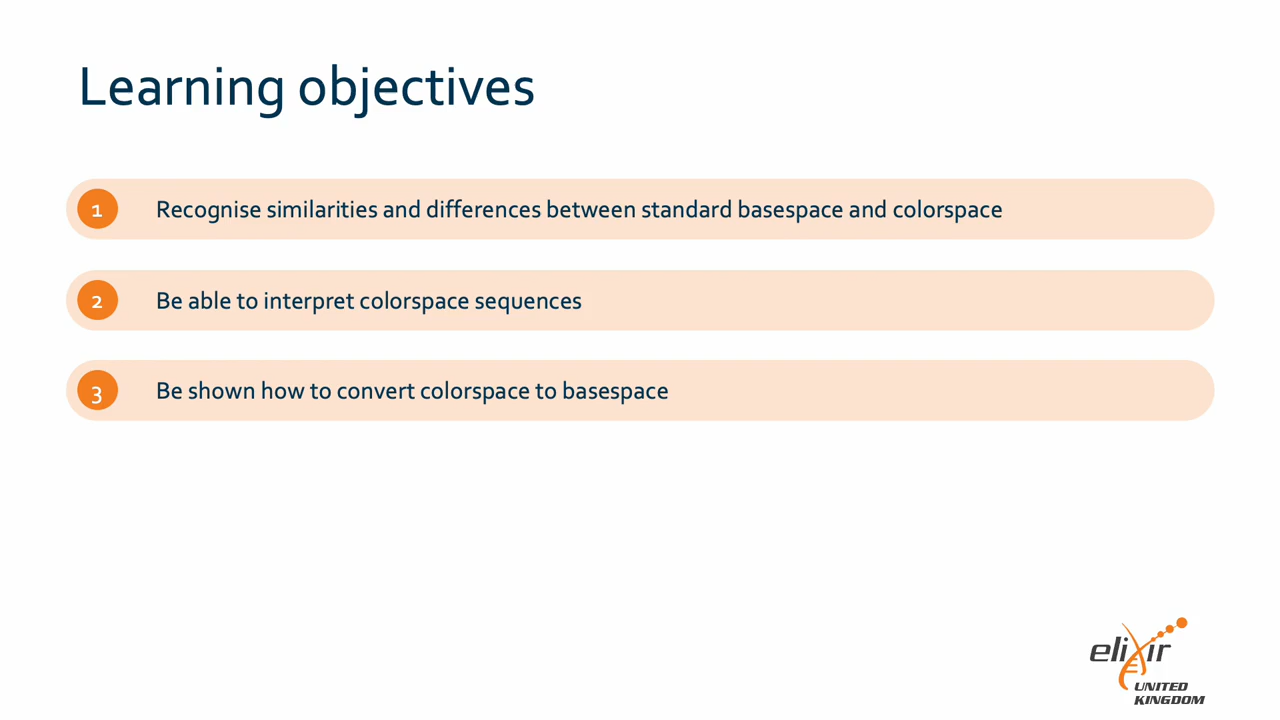 Learning objectives
1 Recognise similarities and differences between standard basespace and colorspace
2 Be able to interpret colorspace sequences
3 Be shown how to convert colorspace to basespace
elixir
UNITED
KINGDOM